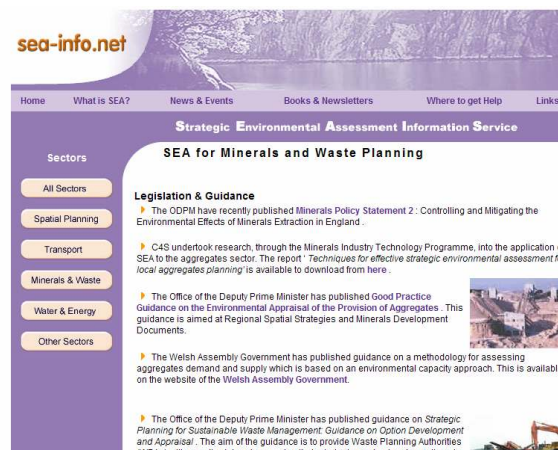 sea-info.net
Home What is SEA? News & Events Books & Newsletters Where to get Help Links
Strategic Environmental Assessment Information Service
Sectors
All Sectors
Spatial Planning
Transport
Minerals & Waste
Water & Energy
Other Sectors
SEA for Minerals and Waste Planning
Legislation & Guidance
The ODPM have recently published Minerals Policy Statement 2 : Controlling and Mitigating the
Environmental Effects of Minerals Extraction in England .
C4S undertook research, through the Minerals Industry Technology Programme, into the application
SEA to the aggregates sector. The report ' Techniques for effective strategic environmental assessment
local aggregates planning' is available to download from here .
The Office of the Deputy Prime Minister has published Good Practice
Guidance on the Environmental Appraisal of the Provision of Aggregates . This
guidance is aimed at Regional Spatial Strategies and Minerals Development
Documents.
The Welsh Assembly Government has published guidance on a methodology for assessing
aggregates demand and supply which is based on an environmental capacity approach. This is availabl
on the website of the Welsh Assembly Government.
The Office of the Deputy Prime Minister has published guidance on Strategic
Planning for Sustainable Waste Management: Guidance on Option Development
and Appraisal . The aim of the guidance is to provide Waste Planning Authorities